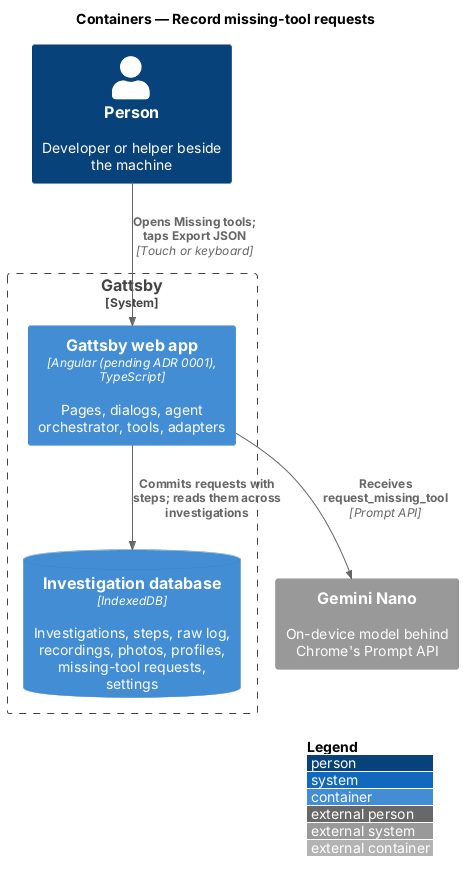 Containers — Record missing-tool requests
Person
Developer or helper beside
the machine
Opens Missing tools;
taps Export JSON
[Touch or keyboard]
Gattsby
[System]
Gattsby web app
[Angular (pending ADR 0001),
TypeScript]
Pages, dialogs, agent
orchestrator, tools, adapters
Commits requests with
steps; reads them across
investigations
Receives
request_missing_tool
[Prompt API]
Investigation database
[IndexedDB]
Investigations, steps, raw log,
recordings, photos, profiles,
missing-tool requests,
settings
Gemini Nano
On-device model behind
Chrome's Prompt API
Legend
person
system
container
external person
external system
external container